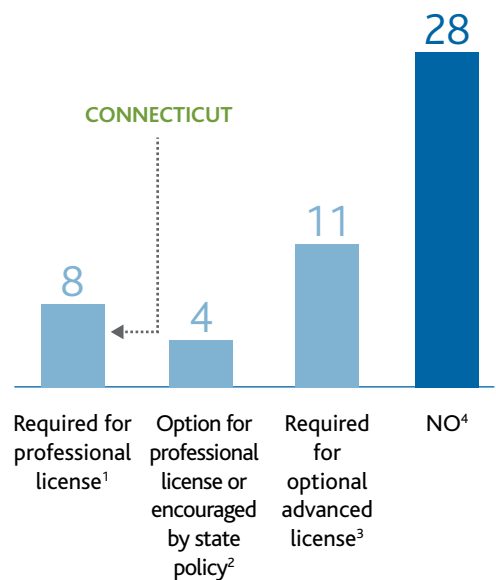 28
CONNECTICUT
11
8
4
Required for
professional
license¹
Option for
professional
license or
encouraged
by state
policy²
Required
for
optional
advanced
license³
NO⁴